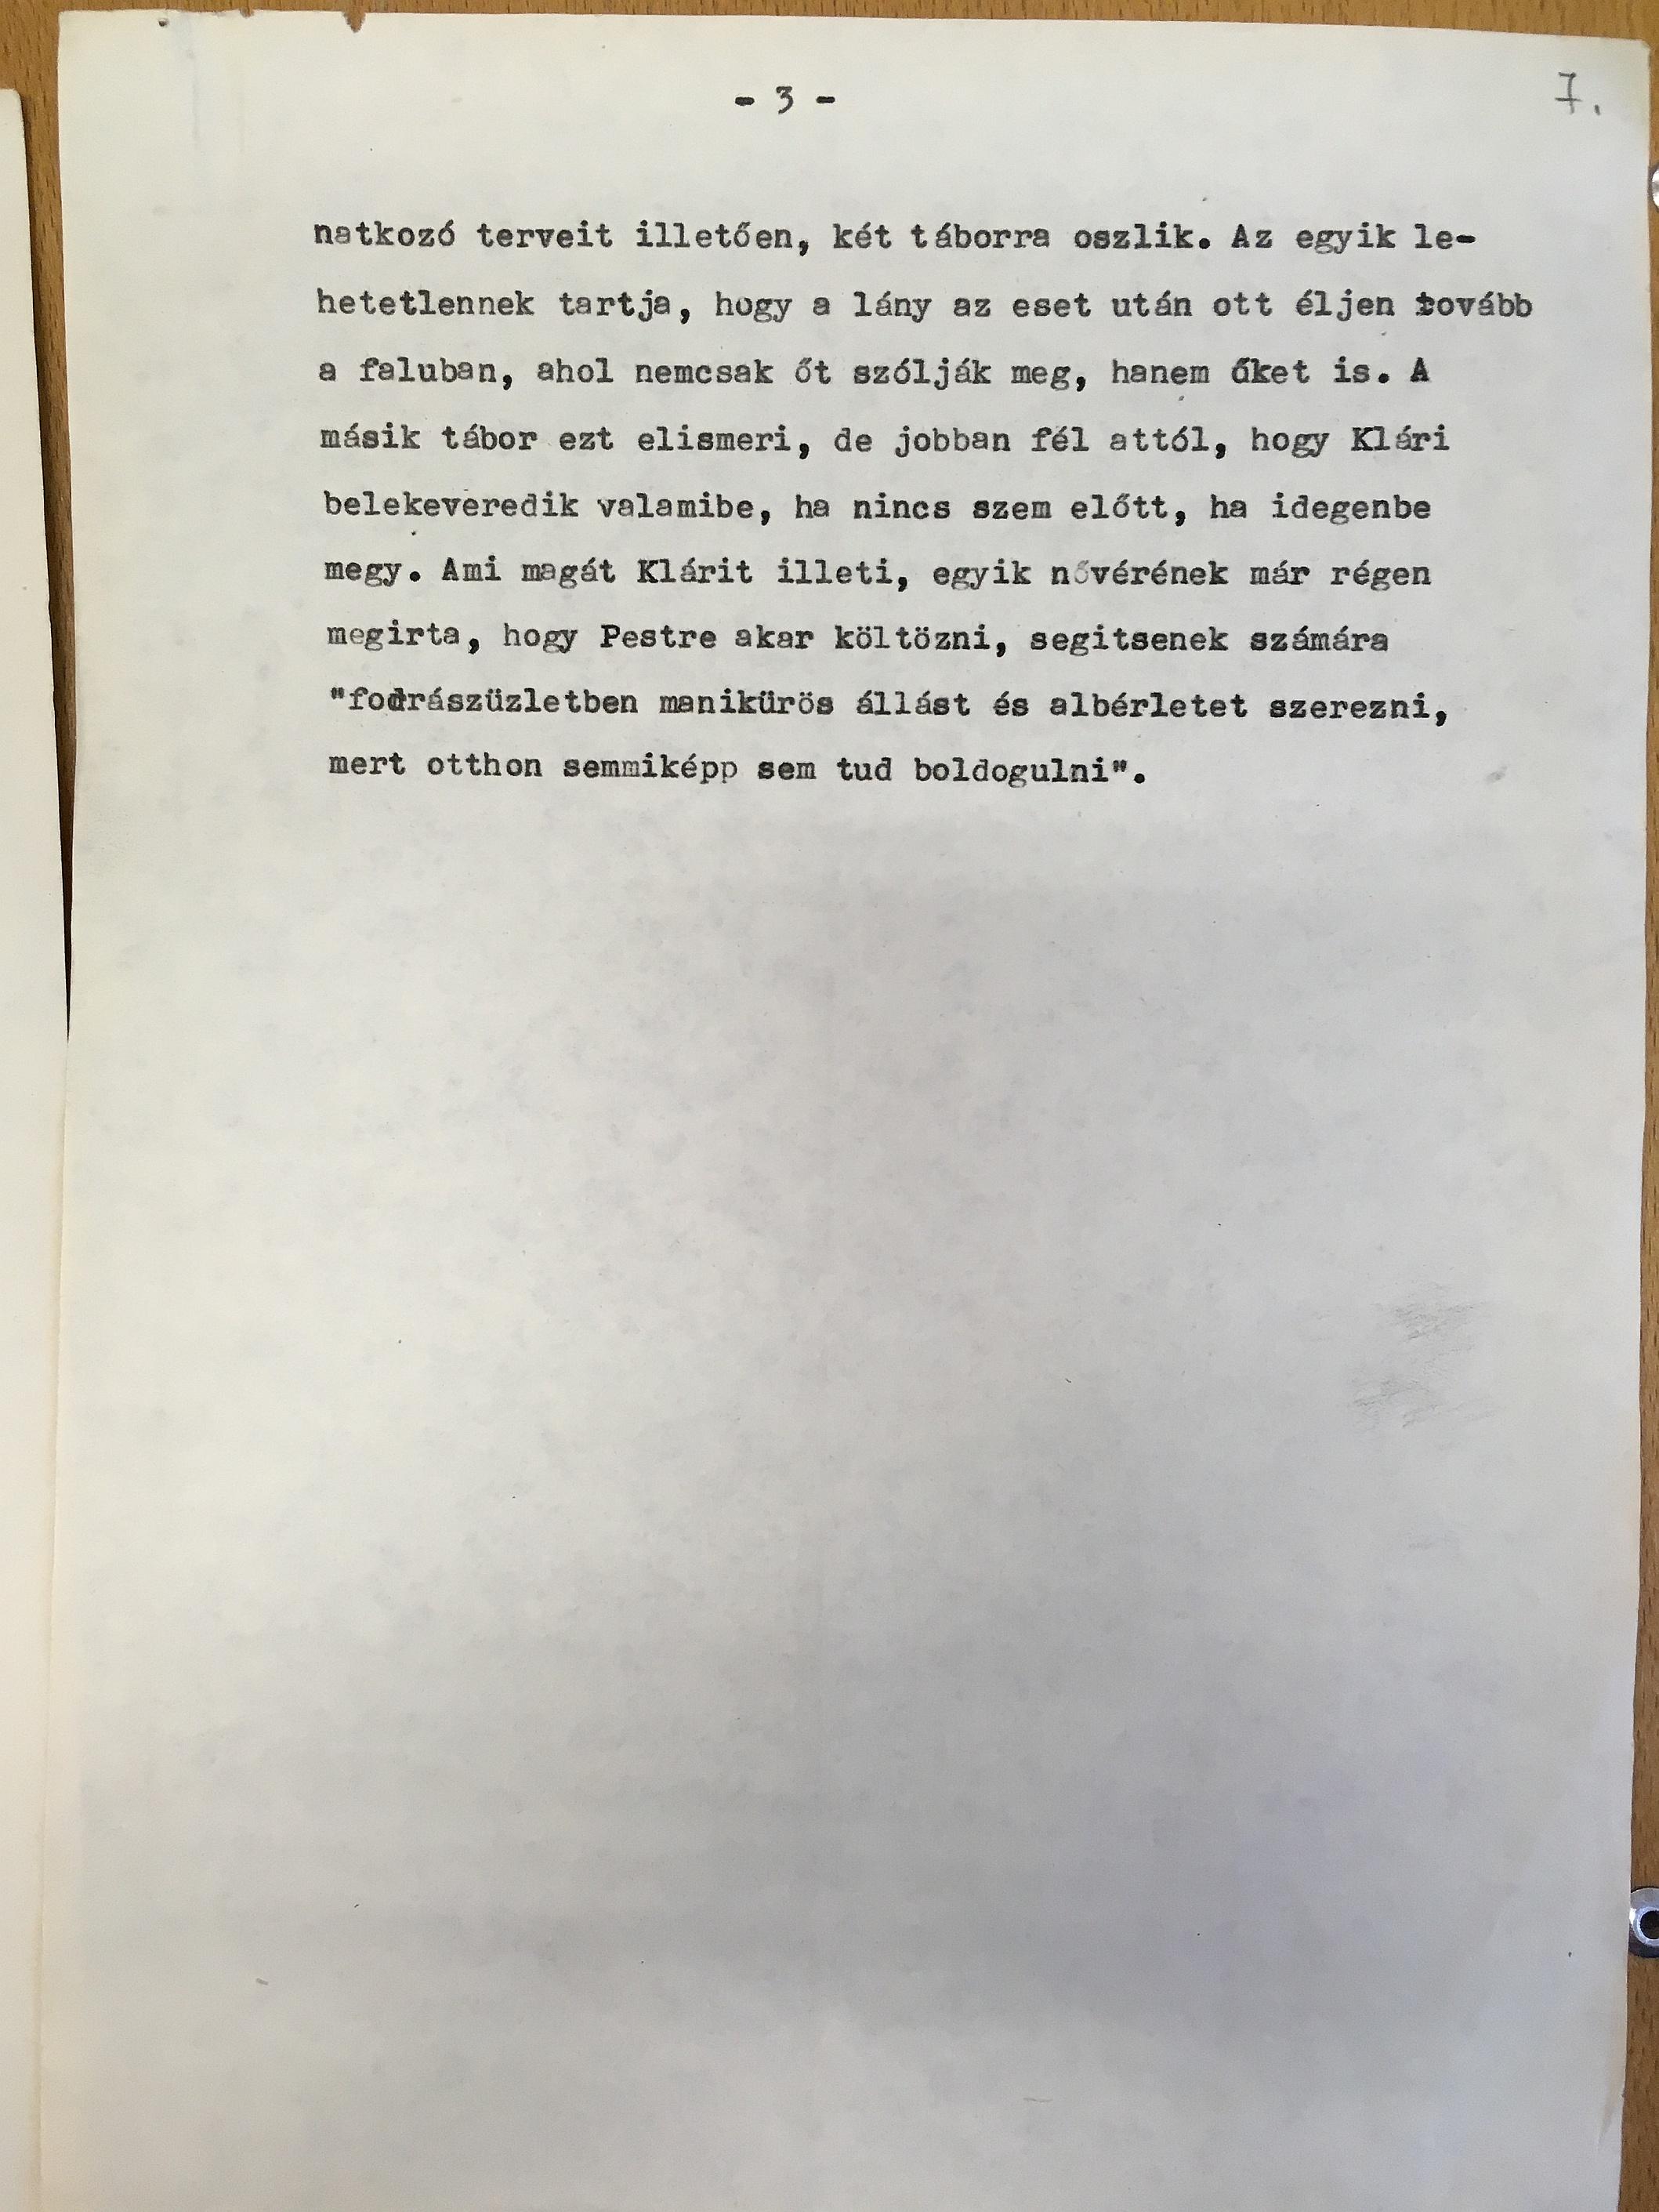 - 3 -
7.
natkozó terveit illetően, két táborra oszlik. Az egyik le-
hetetlennek tartja, hogy a lány az eset után ott éljen tovább
a faluban, ahol nemcsak őt szólják meg, hanem őket is. A
másik tábor ezt elismeri, de jobban fél attól, hogy Klári
belekeveredik valamibe, ha nincs szem előtt, ha idegenbe
megy. Ami magát Klárit illeti, egyik nővérének már régen
megirta, hogy Pestre akar költözni, segitsenek számára
"fodrászüzletben manikürös állást és albérletet szerezni,
mert otthon semmiképp sem tud boldogulni".